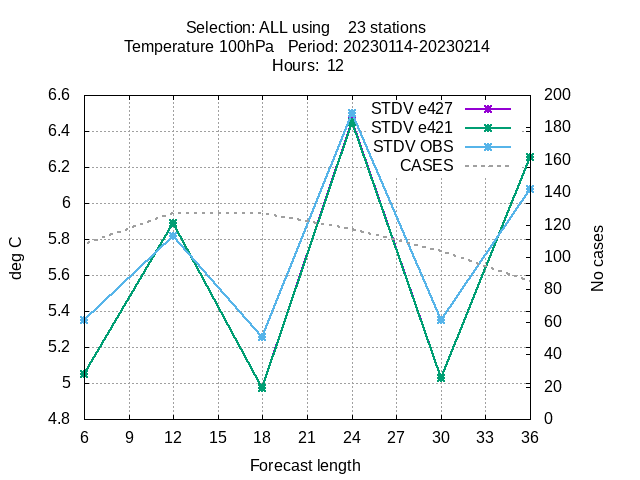 Selection: ALL using    23 stations
Temperature 100hPa   Period: 20230114-20230214
Hours:  12
STDV e427
STDV e421
STDV OBS
CASES
deg C
6.6
6.4
6.2
6
5.8
5.6
5.4
5.2
5
4.8
200
180
160
140
120
100
80
60
40
20
0
No cases
6 9 12 15 18 21 24 27 30 33 36
Forecast length